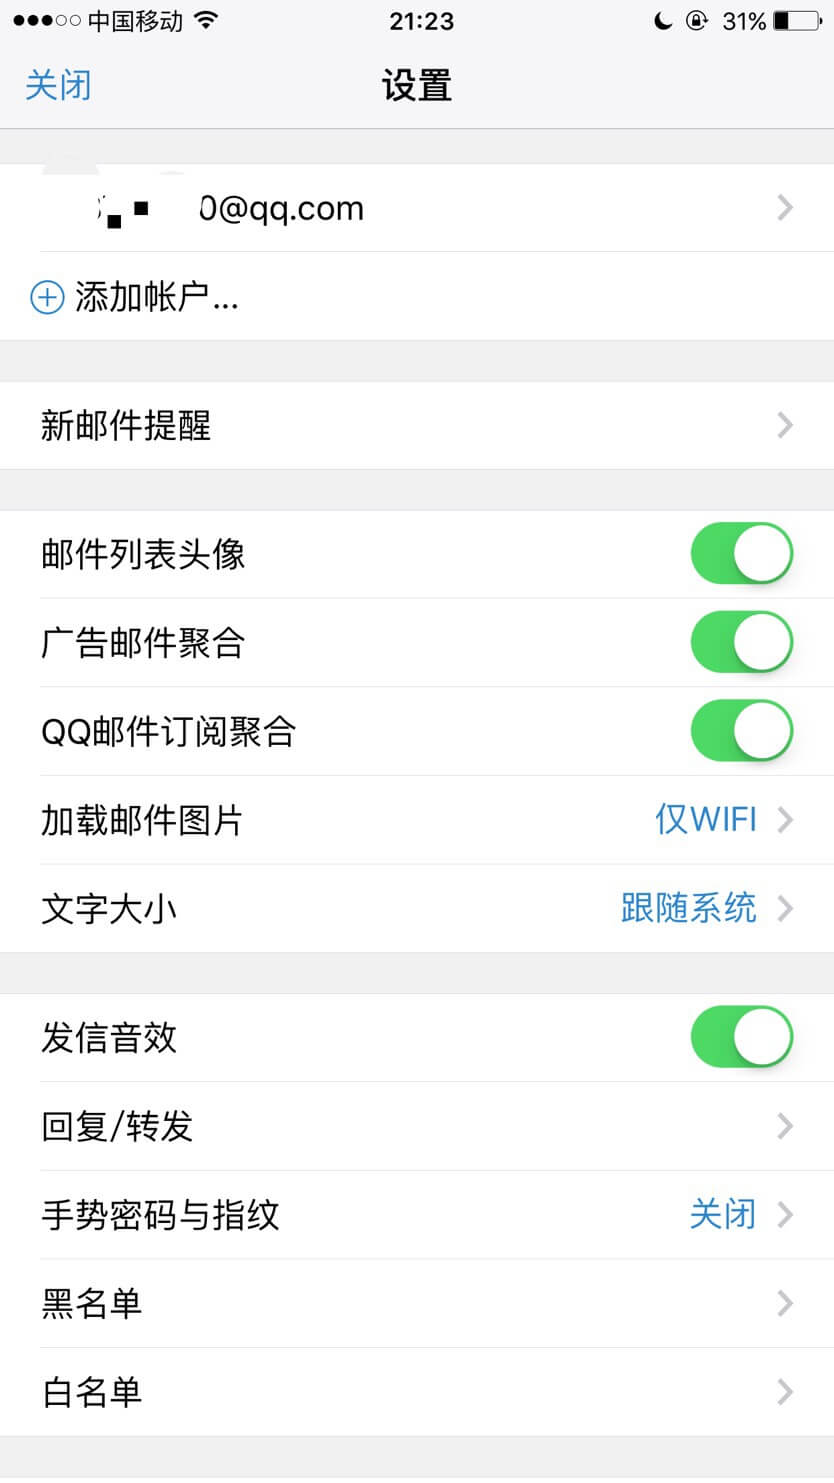 中国移动 21:23 31%
关闭 设置
0@qq.com
添加帐户...
新邮件提醒
邮件列表头像
广告邮件聚合
QQ邮件订阅聚合
加载邮件图片 仅WIFI
文字大小 跟随系统
发信音效
回复/转发
手势密码与指纹 关闭
黑名单
白名单